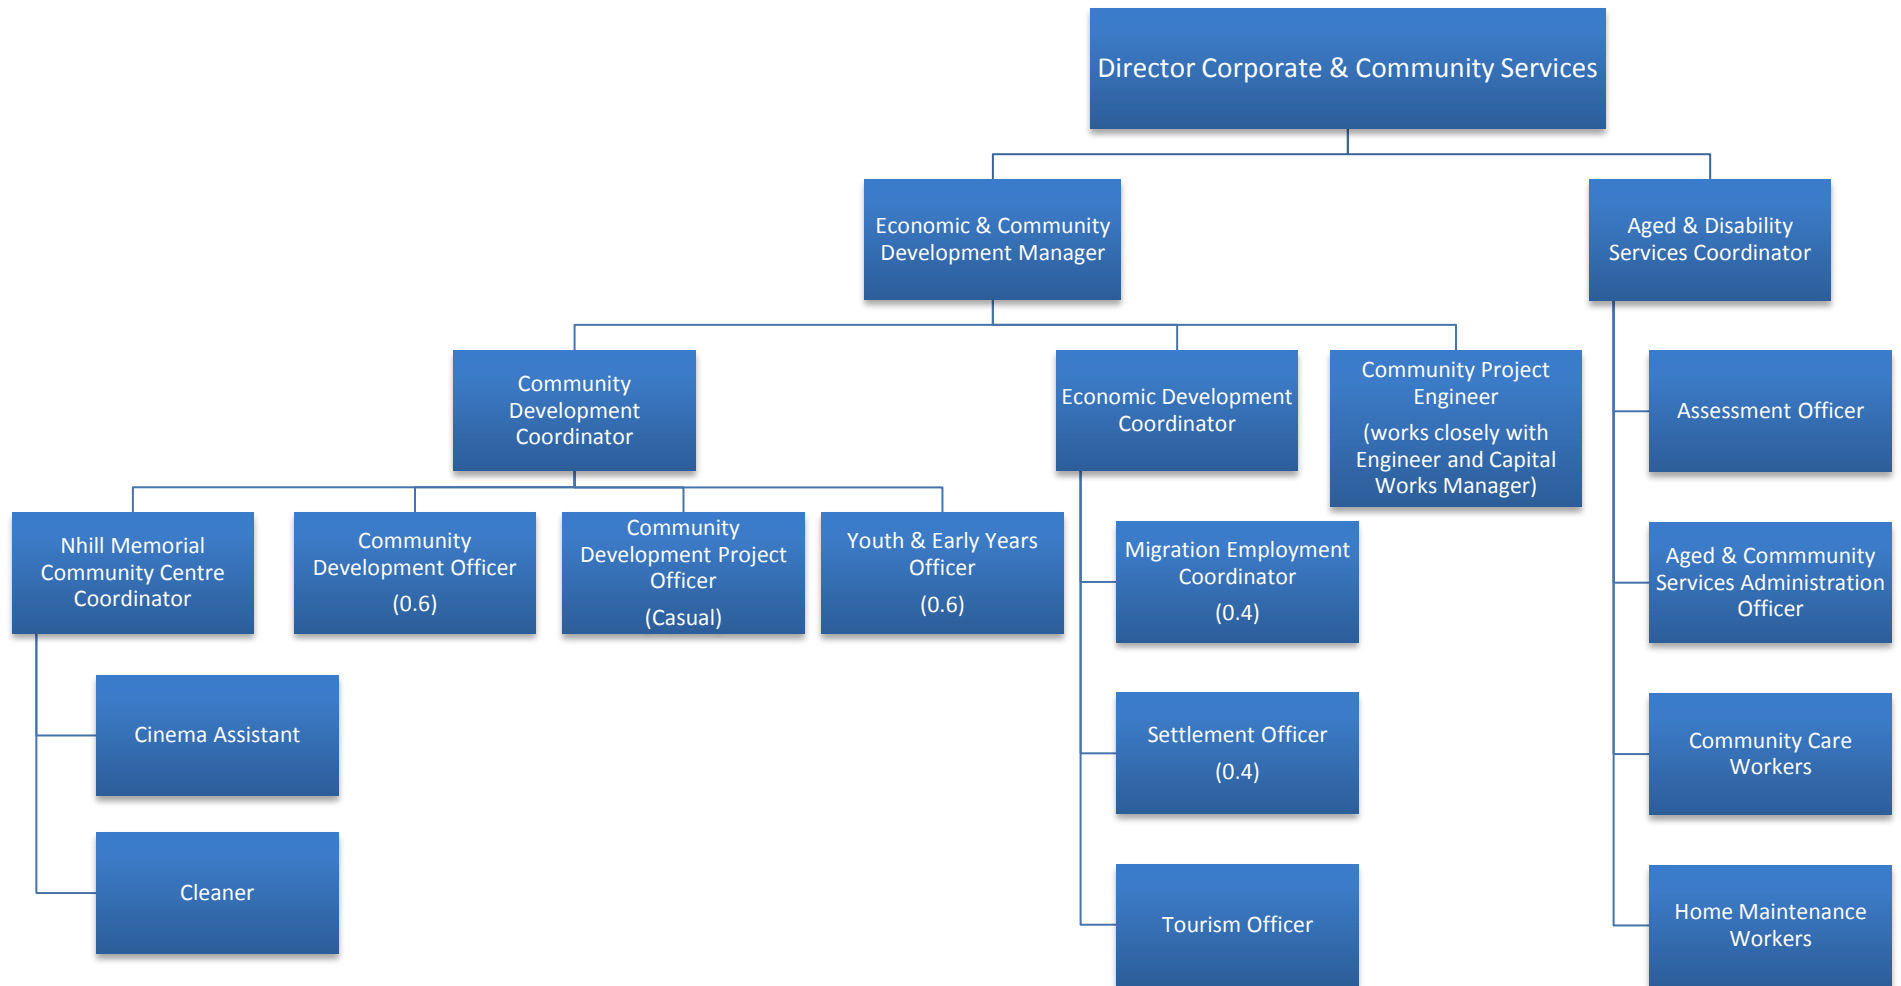 Director Corporate & Community Services
Economic & Community
Development Manager
Aged & Disability
Services Coordinator
Community
Development
Coordinator
Economic Development
Coordinator
Community Project
Engineer
(works closely with
Engineer and Capital
Works Manager)
Assessment Officer
Nhill Memorial
Community Centre
Coordinator
Community
Development Officer
(0.6)
Community
Development Project
Officer
(Casual)
Youth & Early Years
Officer
(0.6)
Migration Employment
Coordinator
(0.4)
Aged & Commmunity
Services Administration
Officer
Cinema Assistant
Settlement Officer
(0.4)
Community Care
Workers
Cleaner
Tourism Officer
Home Maintenance
Workers